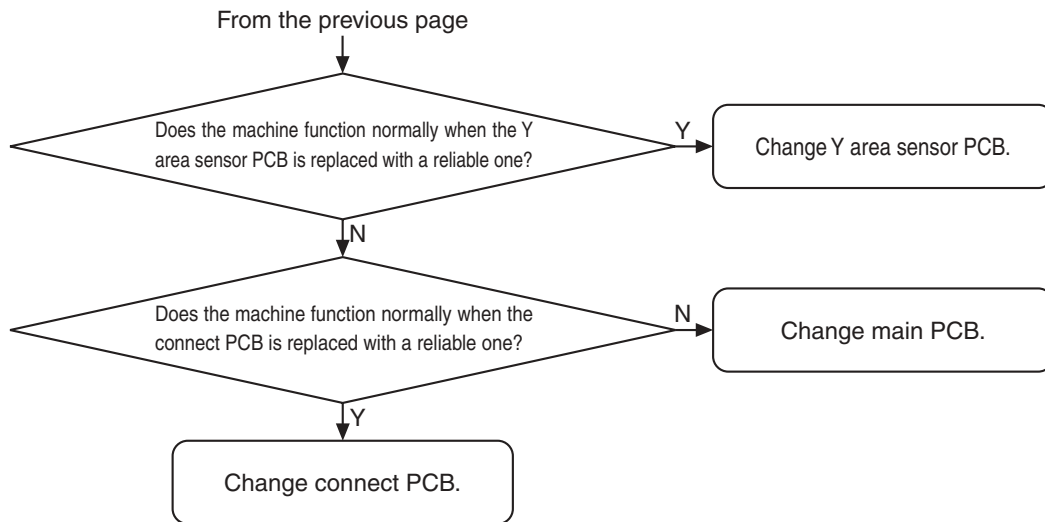 From the previous page
Does the machine function normally when the Y
area sensor PCB is replaced with a reliable one?
Y
Change Y area sensor PCB.
N
Does the machine function normally when the
connect PCB is replaced with a reliable one?
N
Change main PCB.
Y
Change connect PCB.